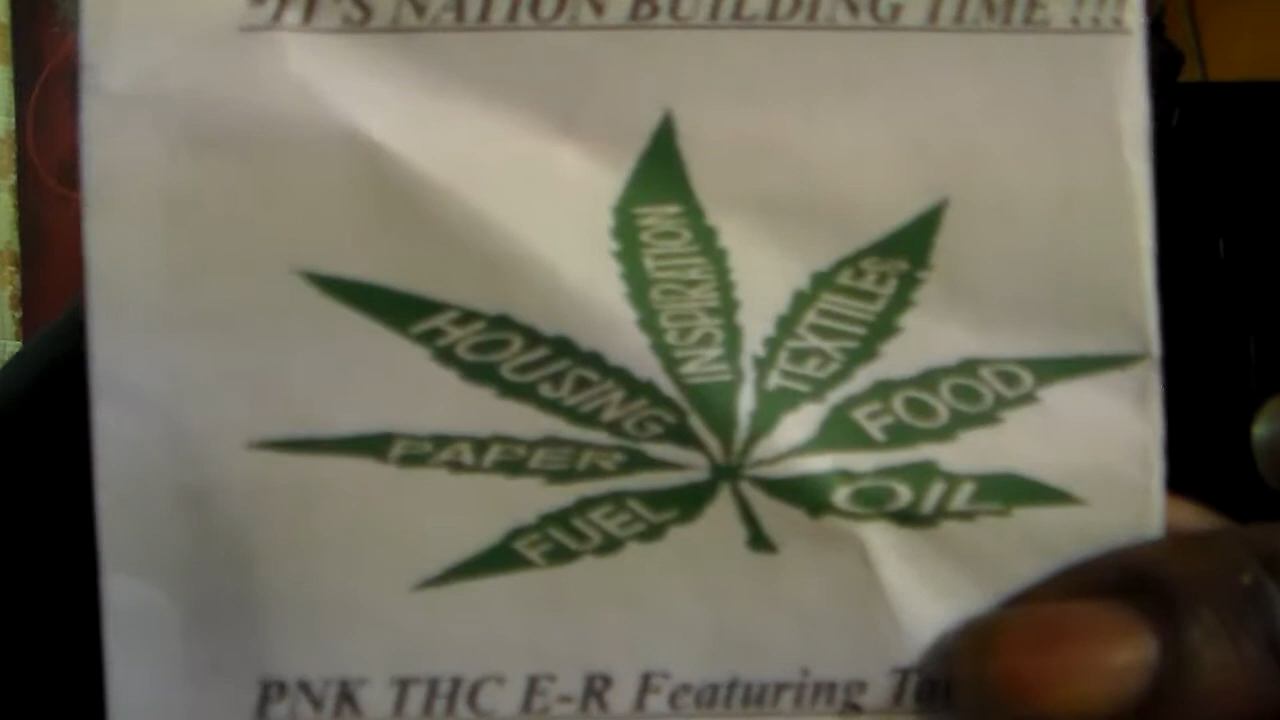 "IT'S NATION BUILDING TIME !!!
INSPIRATION
TEXTILES
HOUSING
FOOD
PAPER
OIL
FUEL
PNK THC E-R Featuring